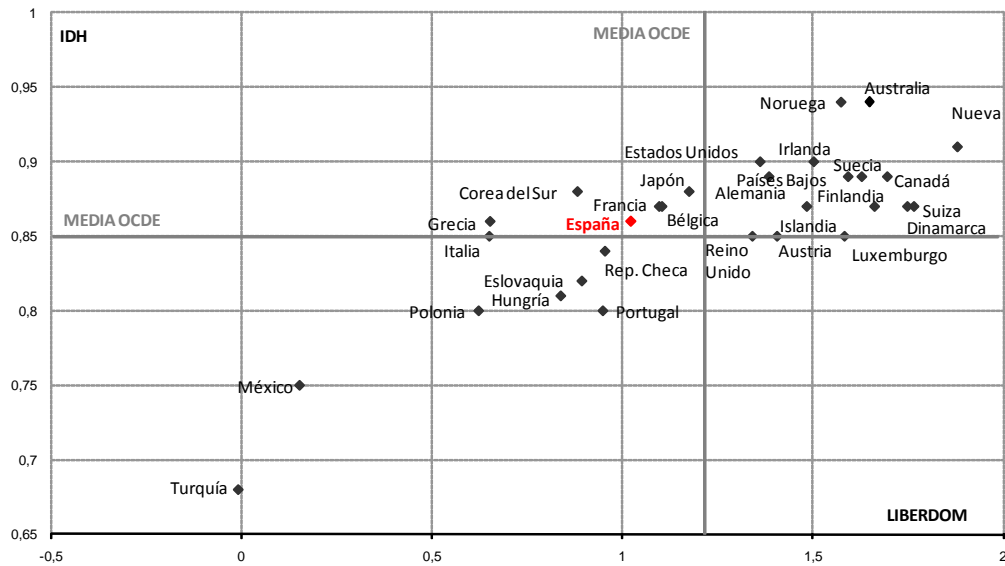 1
IDH
MEDIA OCDE
0,95
Noruega
Australia
Nueva
0,9
Estados Unidos
Irlanda
Suecia
Corea del Sur
Japón
Alemania
Países Bajos
Finlandia
Canadá
MEDIA OCDE
Grecia
Francia
España
Bélgica
Islandia
Suiza
Dinamarca
0,85
Italia
Reino
Unido
Austria
Luxemburgo
Rep. Checa
Eslovaquia
Hungría
0,8
Polonia
Portugal
0,75
México
0,7
Turquía
LIBERDOM
0,65
-0,5
0
0,5
1
1,5
2